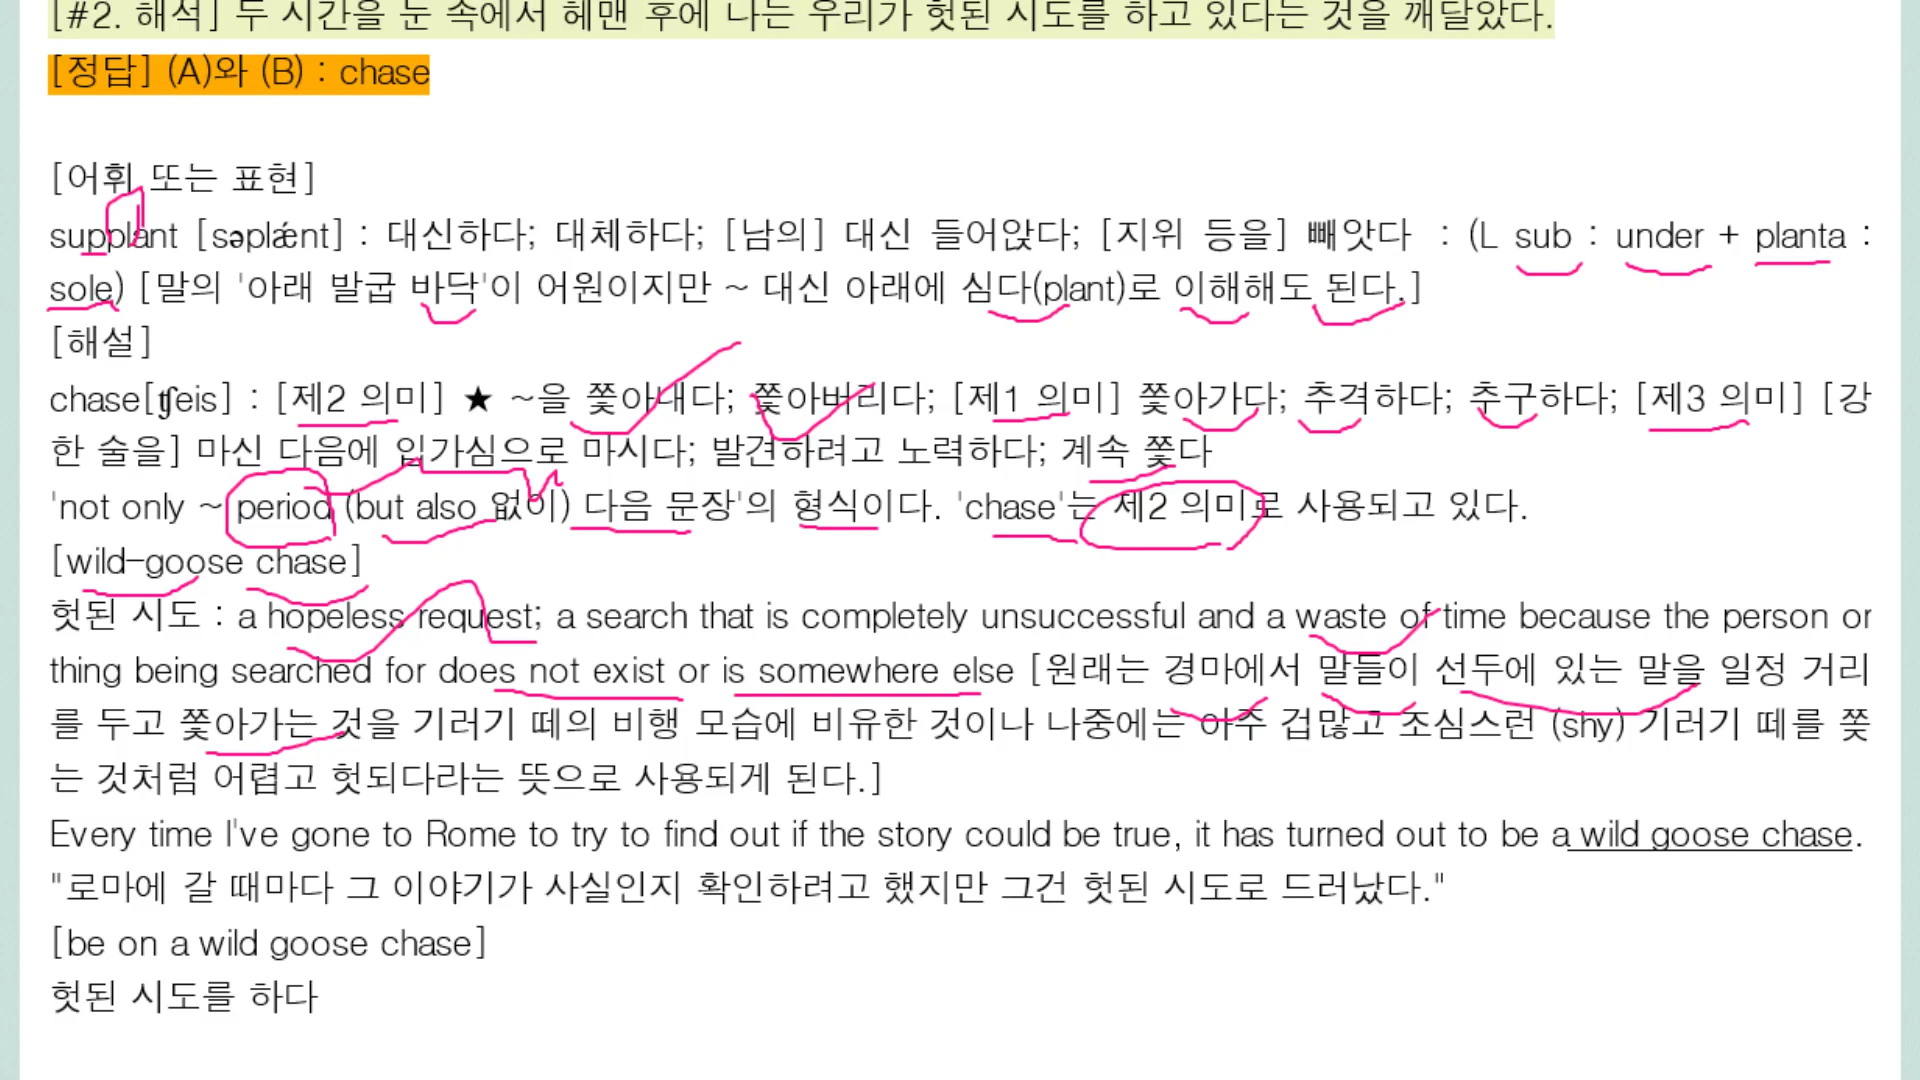 [#2. 해석] 두 시간을 눈 속에서 헤맨 후에 나는 우리가 헛된 시도를 하고 있다는 것을 깨달았다.
[정답] (A)와 (B) : chase
[어휘 또는 표현]
supplant [səplǽnt] : 대신하다; 대체하다; [남의] 대신 들어앉다; [지위 등을] 빼앗다 : (L sub : under + planta :
sole) [말의 '아래 발굽 바닥'이 어원이지만 ~ 대신 아래에 심다(plant)로 이해해도 된다.]
[해설]
chase[ʧeis] : [제2 의미] ★ ~을 쫓아내다; 쫓아버리다; [제1 의미] 쫓아가다; 추격하다; 추구하다; [제3 의미] [강
한 술을] 마신 다음에 입가심으로 마시다; 발견하려고 노력하다; 계속 쫓다
'not only ~ period (but also 없이) 다음 문장'의 형식이다. 'chase'는 제2 의미로 사용되고 있다.
[wild-goose chase]
헛된 시도 : a hopeless request; a search that is completely unsuccessful and a waste of time because the person or
thing being searched for does not exist or is somewhere else [원래는 경마에서 말들이 선두에 있는 말을 일정 거리
를 두고 쫓아가는 것을 기러기 떼의 비행 모습에 비유한 것이나 나중에는 아주 겁많고 조심스런 (shy) 기러기 떼를 쫓
는 것처럼 어렵고 헛되다라는 뜻으로 사용되게 된다.]
Every time I've gone to Rome to try to find out if the story could be true, it has turned out to be a wild goose chase.
"로마에 갈 때마다 그 이야기가 사실인지 확인하려고 했지만 그건 헛된 시도로 드러났다."
[be on a wild goose chase]
헛된 시도를 하다